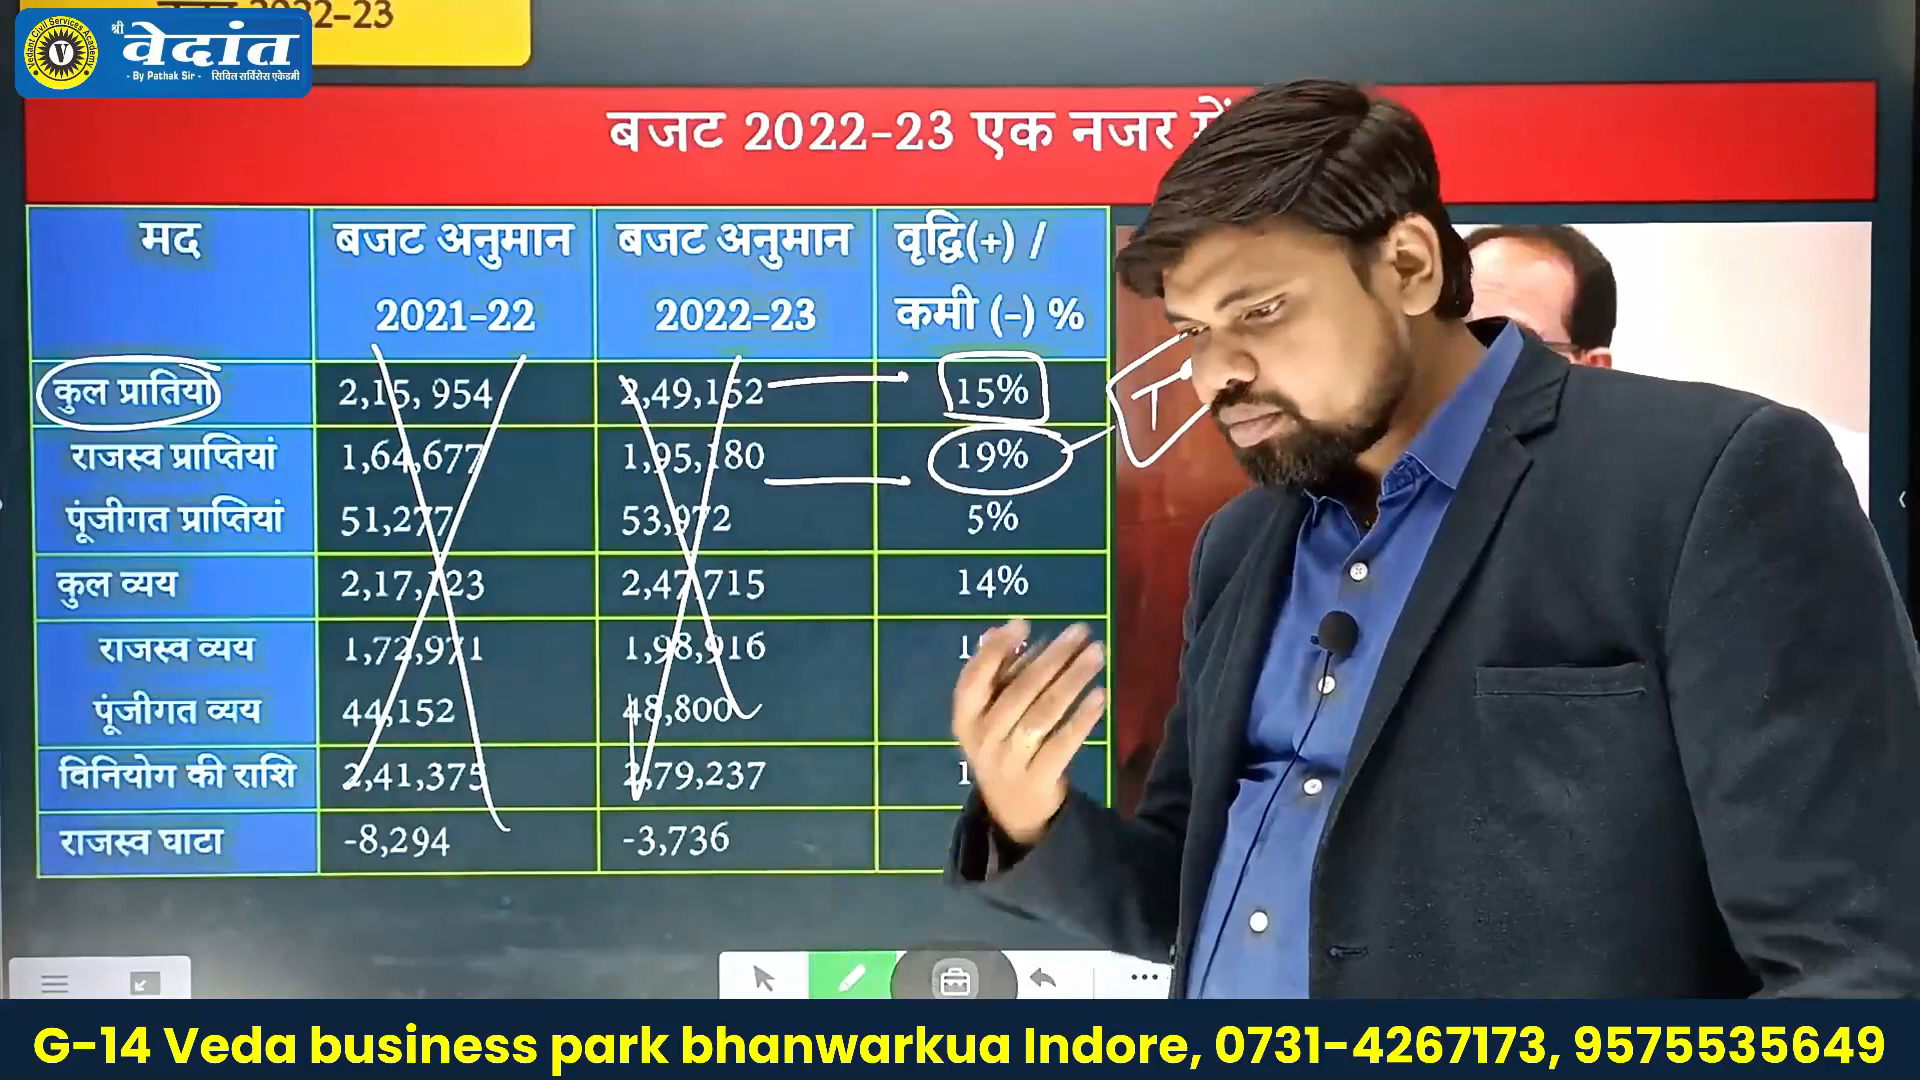 बजट 2022-23
Vedant Civil Services Academy
V
श्री
वेदांत
- By Pathak Sir - सिविल सर्विसेस एकेडमी
बजट 2022-23 एक नजर में
मद
बजट अनुमान 2021-22
बजट अनुमान 2022-23
वृद्धि(+) / कमी (-) %
कुल प्रातियां 2,15, 954 2,49,152 15%
राजस्व प्राप्तियां 1,64,677 1,95,180 19%
पूंजीगत प्राप्तियां 51,277 53,972 5%
कुल व्यय 2,17,123 2,47,715 14%
राजस्व व्यय 1,72,971 1,98,916
पूंजीगत व्यय 44,152 48,800
विनियोग की राशि 2,41,375 2,79,237
राजस्व घाटा -8,294 -3,736
G-14 Veda business park bhanwarkua Indore, 0731-4267173, 9575535649